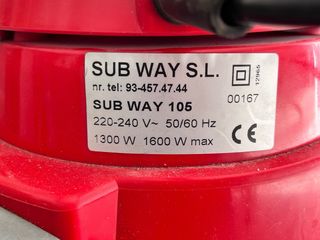 SUB WAY S.L.
nr. tel: 93-457.47.44
SUB WAY 105
220-240 V~ 50/60 Hz
1300 W 1600 W max
12965
00167
CE